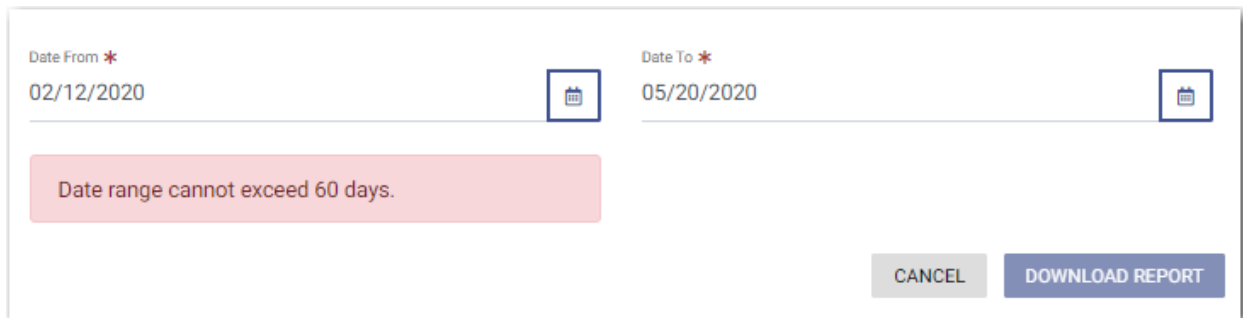 Date From *
Date To *
02/12/2020
05/20/2020
Date range cannot exceed 60 days.
CANCEL
DOWNLOAD REPORT